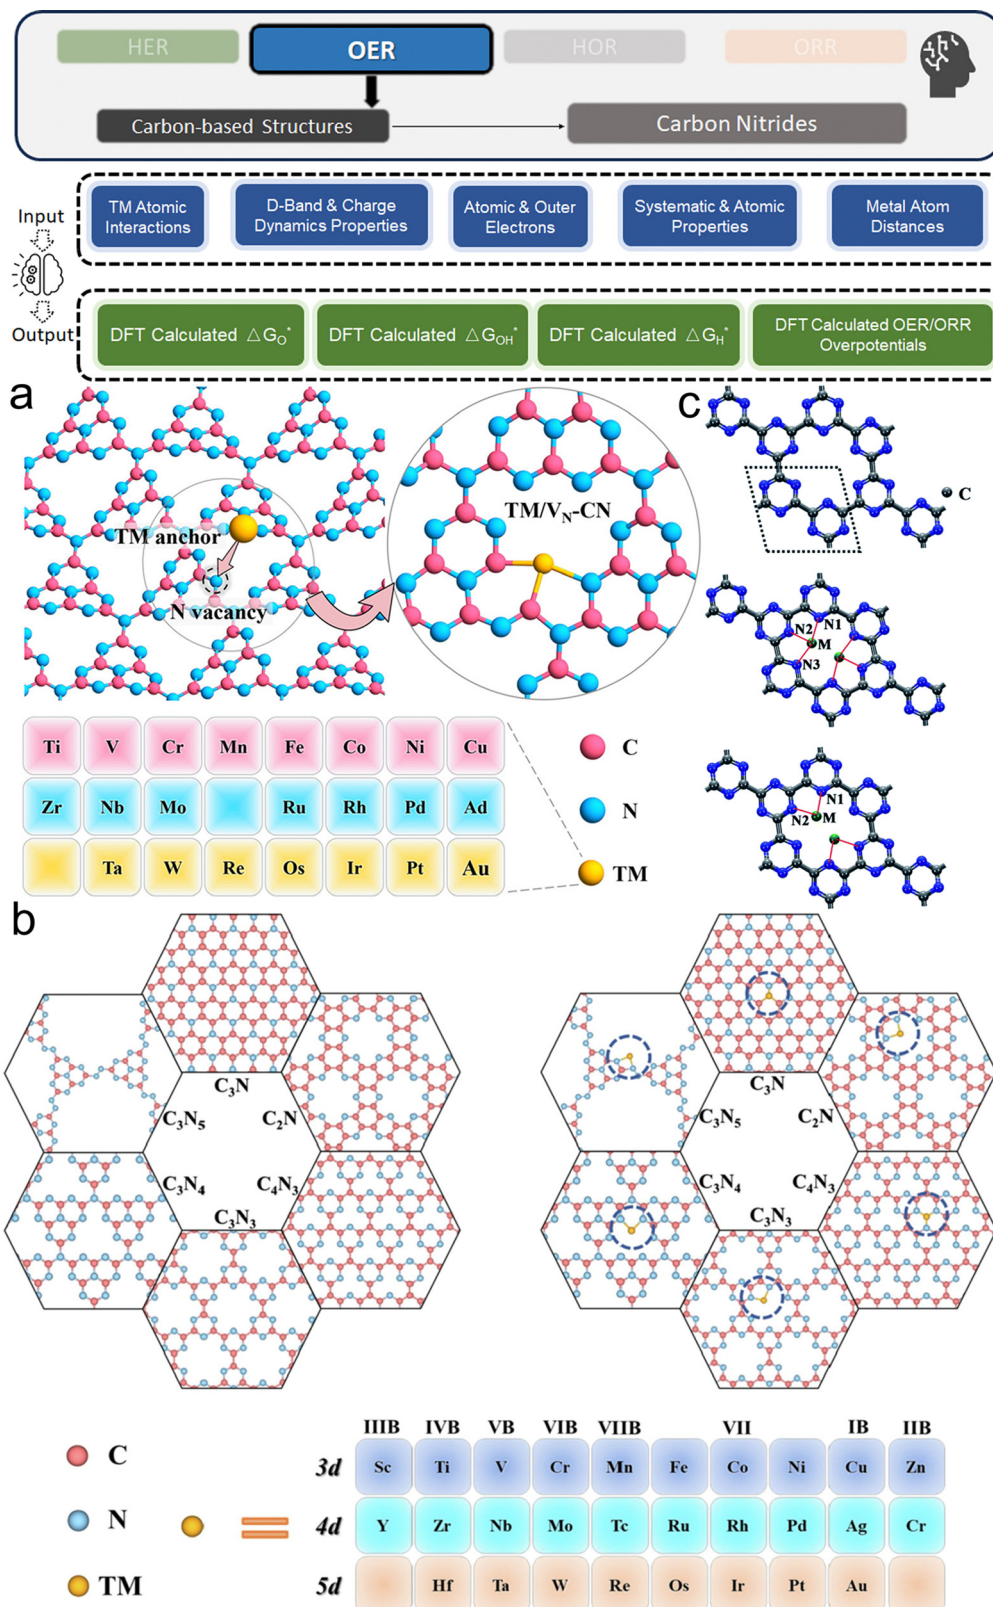 HER
OER
HOR
ORR
Carbon-based Structures
Carbon Nitrides
Input
Output
TM Atomic
Interactions
D-Band & Charge
Dynamics Properties
Atomic & Outer
Electrons
Systematic & Atomic
Properties
Metal Atom
Distances
DFT Calculated △G_O*
DFT Calculated △G_OH*
DFT Calculated △G_H*
DFT Calculated OER/ORR
Overpotentials
a
TM anchor
N vacancy
TM/V_N-CN
Ti V Cr Mn Fe Co Ni Cu
Zr Nb Mo Ru Rh Pd Ad
Ta W Re Os Ir Pt Au
C
N
TM
c
C
N1
N2
M
N3
N1
N2
M
b
C₃N
C₃N₅
C₂N
C₃N₄
C₄N₃
C₃N₃
C₃N
C₃N₅
C₂N
C₃N₄
C₄N₃
C₃N₃
C
N
TM
IIIB IVB VB VIB VIIB VII IB IIB
3d Sc Ti V Cr Mn Fe Co Ni Cu Zn
4d Y Zr Nb Mo Tc Ru Rh Pd Ag Cr
5d Hf Ta W Re Os Ir Pt Au